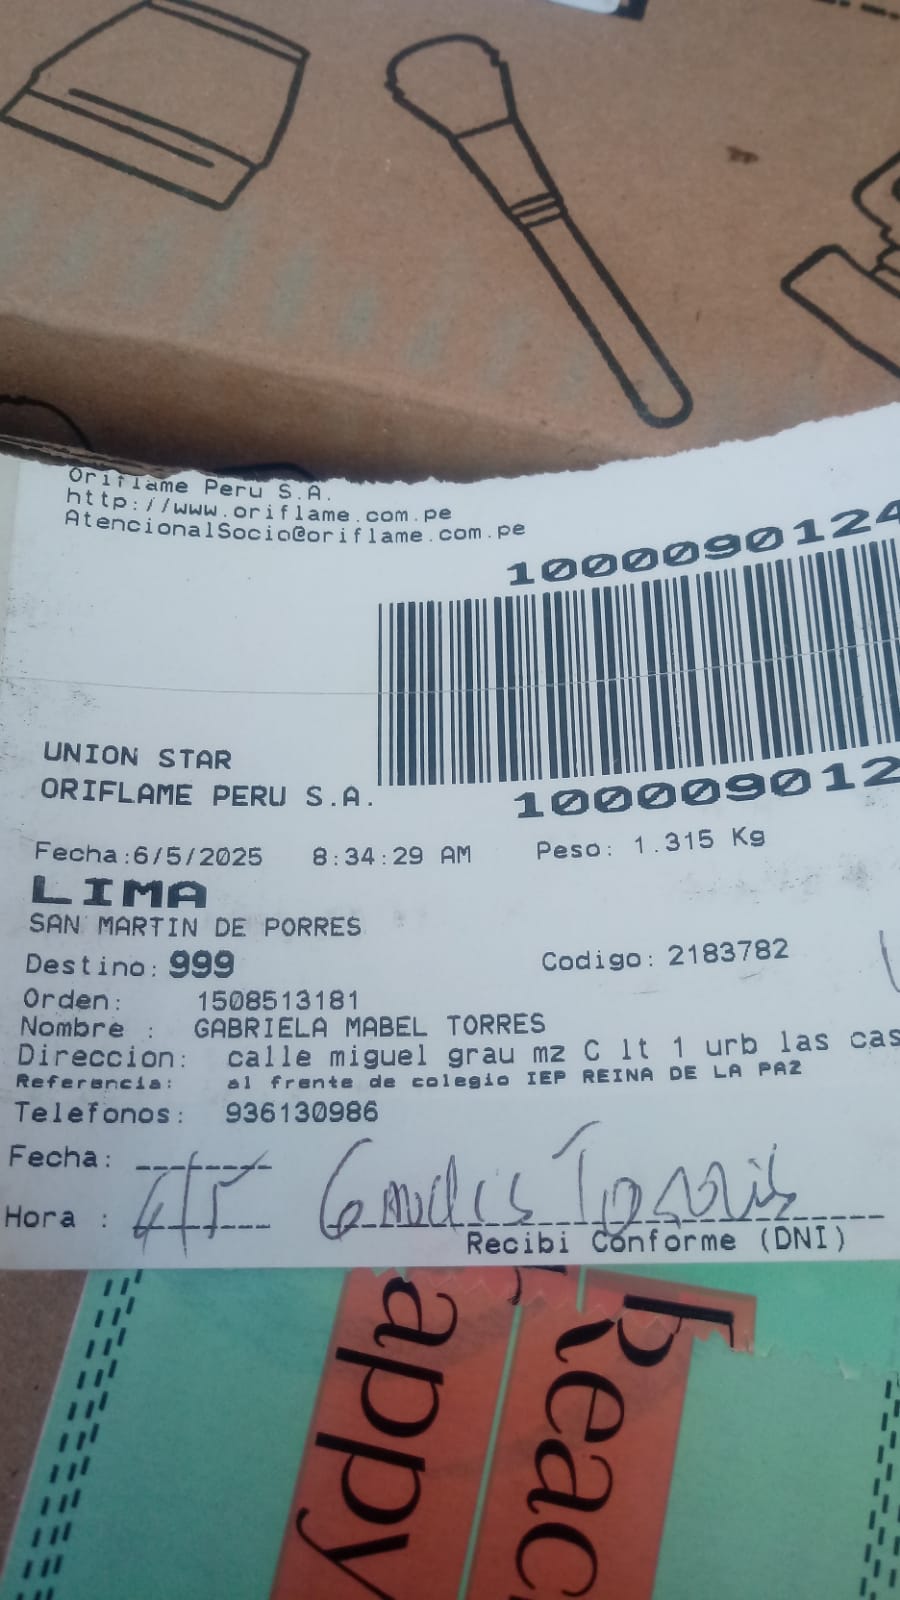 Oriflame Peru S.A.
http://www.oriflame.com.pe
AtencionalSocio@oriflame.com.pe
1000090124
UNION STAR
ORIFLAME PERU S.A.
100009012
Fecha:6/5/2025 8:34:29 AM Peso: 1.315 Kg
LIMA
SAN MARTIN DE PORRES
Destino: 999 Codigo: 2183782
Orden: 1508513181
Nombre : GABRIELA MABEL TORRES
Direccion: calle miguel grau mz C lt 1 urb las cas
Referencia: al frente de colegio IEP REINA DE LA PAZ
Telefonos: 936130986
Fecha:
Hora :
Recibi Conforme (DNI)
appy
Reac